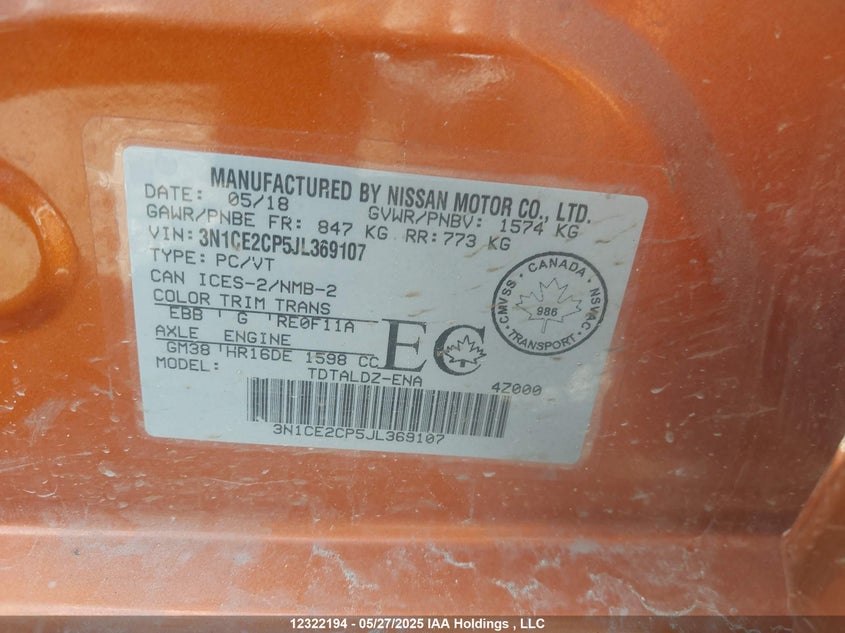 MANUFACTURED BY NISSAN MOTOR CO., LTD.
DATE: 05/18 GVWR/PNBV: 1574 KG
GAWR/PNBE FR: 847 KG RR: 773 KG
VIN: 3N1CE2CP5JL369107
TYPE: PC/VT
CAN ICES-2/NMB-2
COLOR TRIM TRANS
EBB G RE0F11A
AXLE ENGINE
GM38 HR16DE 1598 CC
MODEL: TDTALDZ-ENA
EC
CANADA
CMVSS NSVAC
986
TRANSPORT
4Z000
3N1CE2CP5JL369107
12322194 - 05/27/2025 IAA Holdings , LLC